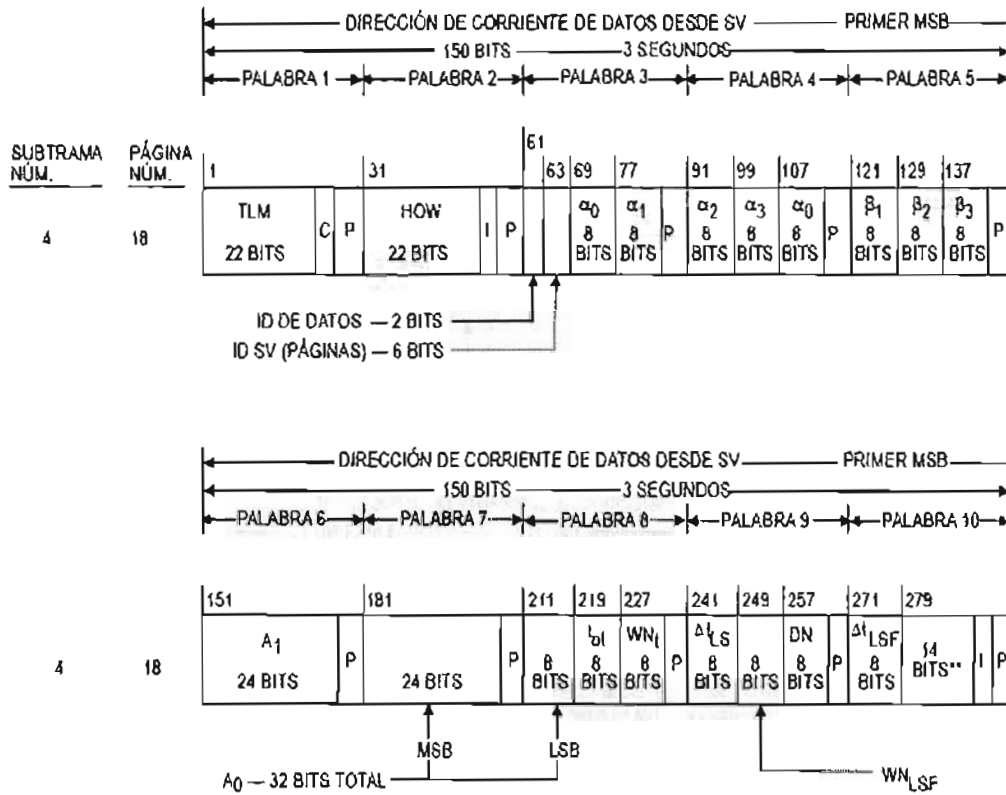 DIRECCIÓN DE CORRIENTE DE DATOS DESDE SV PRIMER MSB
150 BITS 3 SEGUNDOS
PALABRA 1 PALABRA 2 PALABRA 3 PALABRA 4 PALABRA 5
SUBTRAMA NÚM. PÁGINA NÚM.
61
1 31 63 69 77 91 99 107 121 129 137
4 18 TLM 22 BITS C P HOW 22 BITS I P α0 8 BITS α1 8 BITS P α2 8 BITS α3 8 BITS α0 8 BITS P β1 8 BITS β2 8 BITS β3 8 BITS P
ID DE DATOS — 2 BITS
ID SV (PÁGINAS) — 6 BITS
DIRECCIÓN DE CORRIENTE DE DATOS DESDE SV PRIMER MSB
150 BITS 3 SEGUNDOS
PALABRA 6 PALABRA 7 PALABRA 8 PALABRA 9 PALABRA 10
151 181 211 219 227 241 249 257 271 279
4 18 A1 24 BITS P 24 BITS P 8 BITS tot 8 BITS WNt 8 BITS P ΔtLS 8 BITS 8 BITS DN 8 BITS P ΔtLSF 8 BITS 14 BITS** I P
MSB LSB
A0 — 32 BITS TOTAL WNLSF